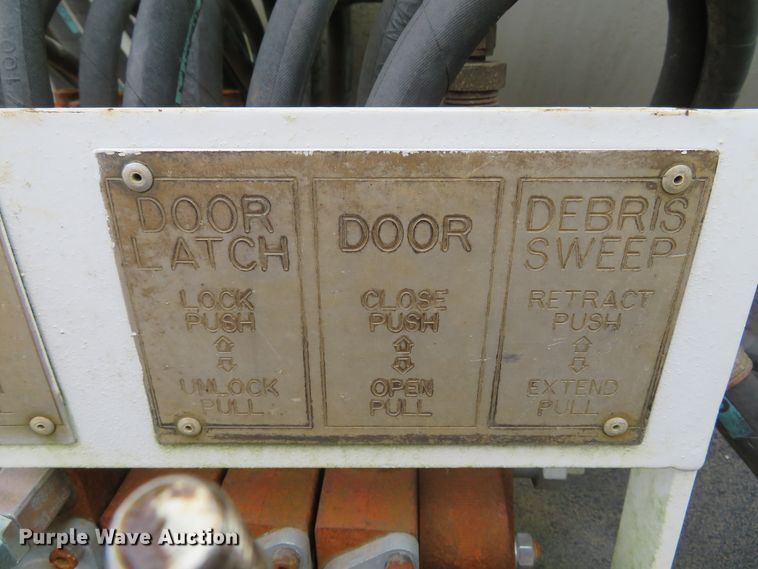 DOOR
LATCH
LOCK
PUSH
UNLOCK
PULL
DOOR
CLOSE
PUSH
OPEN
PULL
DEBRIS
SWEEP
RETRACT
PUSH
EXTEND
PULL
Purple Wave Auction